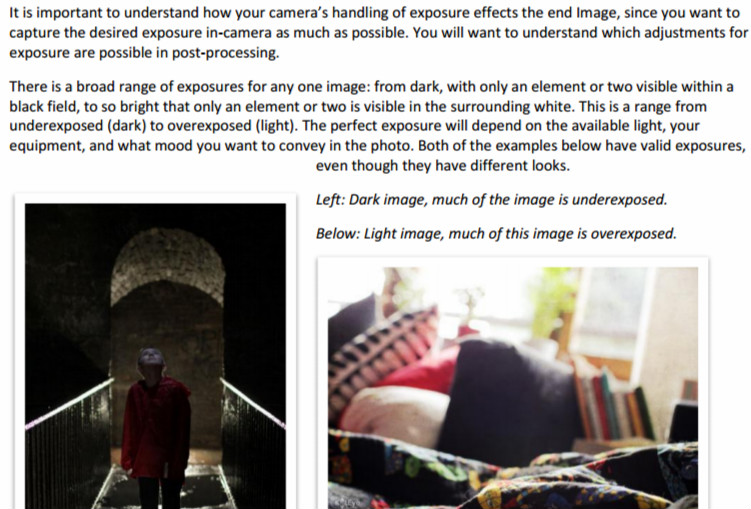 It is important to understand how your camera's handling of exposure effects the end Image, since you want to
capture the desired exposure in-camera as much as possible. You will want to understand which adjustments for
exposure are possible in post-processing.
There is a broad range of exposures for any one image: from dark, with only an element or two visible within a
black field, to so bright that only an element or two is visible in the surrounding white. This is a range from
underexposed (dark) to overexposed (light). The perfect exposure will depend on the available light, your
equipment, and what mood you want to convey in the photo. Both of the examples below have valid exposures,
even though they have different looks.
Left: Dark image, much of the image is underexposed.
Below: Light image, much of this image is overexposed.